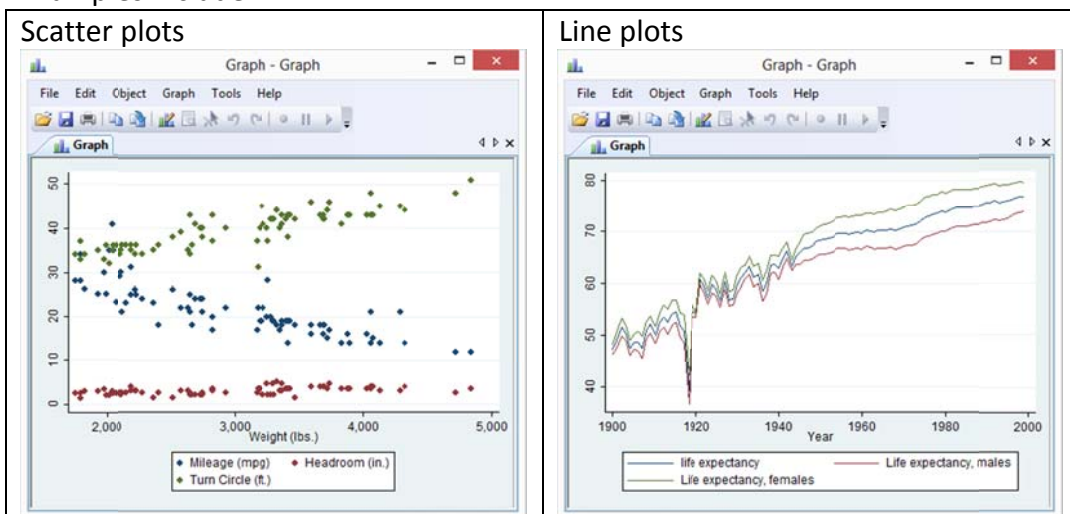 Scatter plots
Graph - Graph
File Edit Object Graph Tools Help
Graph
50
40
30
20
10
0
2,000 3,000 4,000 5,000
Weight (lbs.)
Mileage (mpg) Headroom (in.)
Turn Circle (ft.)
Line plots
Graph - Graph
File Edit Object Graph Tools Help
Graph
80
70
60
50
40
1900 1920 1940 1960 1980 2000
Year
life expectancy Life expectancy, males
Life expectancy, females